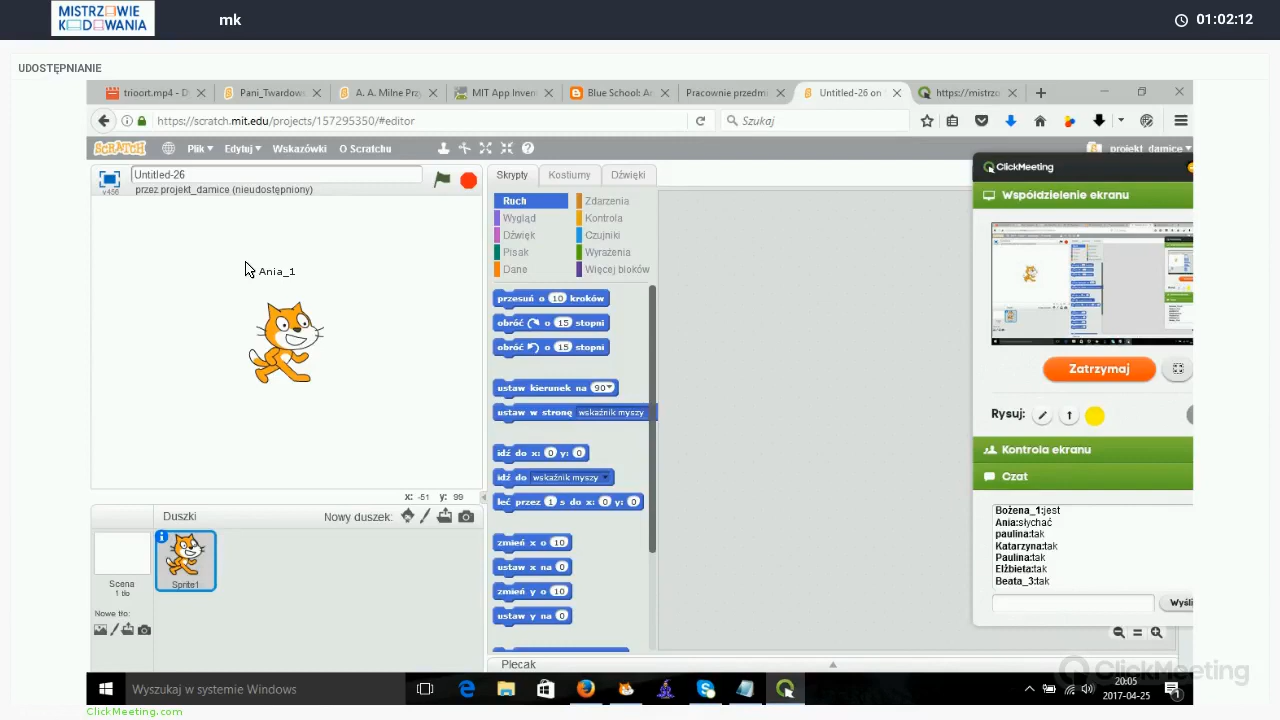 MISTRZOWIE
KODOWANIA
mk
01:02:12
UDOSTĘPNIANIE
trioort.mp4 - D
Pani_Twardows
A. A. Milne Prz
MIT App Inven
Blue School: An
Pracownie przedmi
Untitled-26 on
https://mistrzo
https://scratch.mit.edu/projects/157295350/#editor
Szukaj
SCRATCH
Plik
Edytuj
Wskazówki
O Scratchu
projekt_darnice
v456
Untitled-26
przez projekt_darnice (nieudostępniony)
Ania_1
x: -51 y: 99
Skrypty
Kostiumy
Dźwięki
Ruch
Zdarzenia
Wygląd
Kontrola
Dźwięk
Czujniki
Pisak
Wyrażenia
Dane
Więcej bloków
przesuń o 10 kroków
obróć o 15 stopni
obróć o 15 stopni
ustaw kierunek na 90
ustaw w stronę wskaźnik myszy
idź do x: 0 y: 0
idź do wskaźnik myszy
leć przez 1 s do x: 0 y: 0
zmień x o 10
ustaw x na 0
zmień y o 10
ustaw y na 0
Duszki
Nowy duszek:
Scena
1 tło
Sprite1
Nowe tło:
Plecak
ClickMeeting
Współdzielenie ekranu
Zatrzymaj
Rysuj:
Kontrola ekranu
Czat
Bożena_1:jest
Ania:słychać
paulina:tak
Katarzyna:tak
Paulina:tak
Elżbieta:tak
Beata_3:tak
Wyśli
ClickMeeting
Wyszukaj w systemie Windows
20:05
2017-04-25
1
ClickMeeting.com